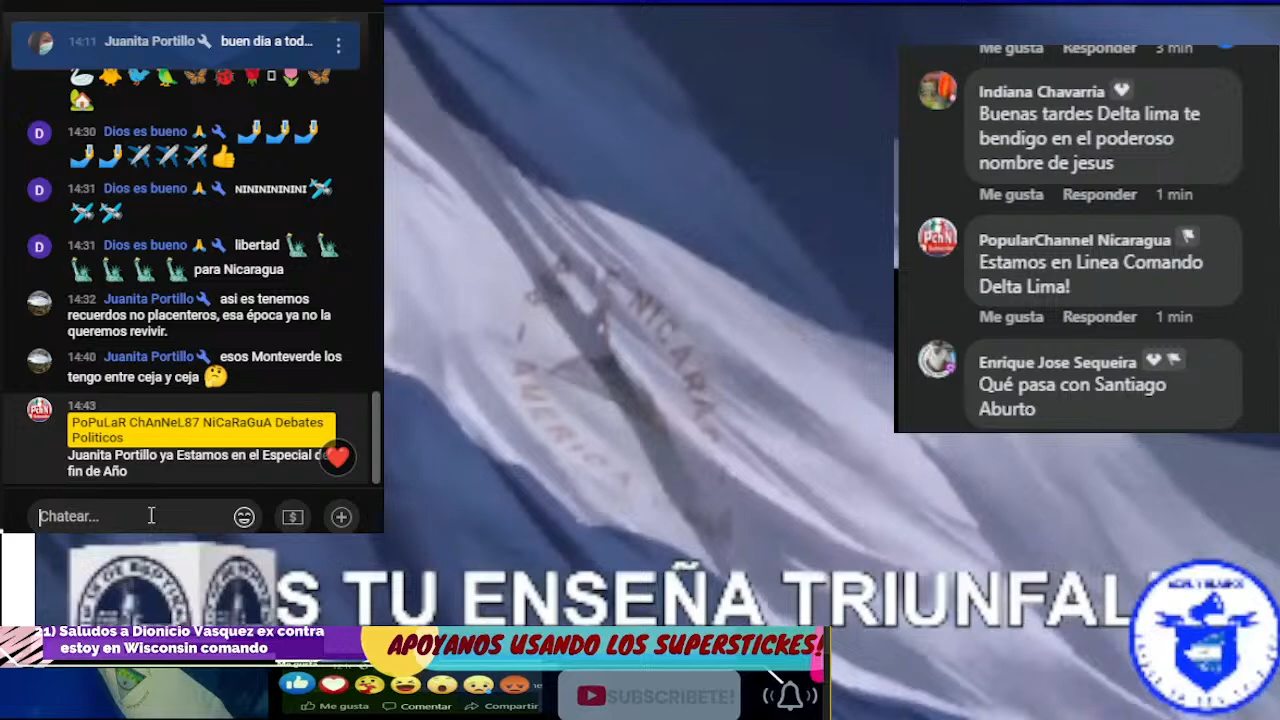 14:11 Juanita Portillo buen dia a tod...
14:30 Dios es bueno
14:31 Dios es bueno NINININININI
14:31 Dios es bueno libertad
para Nicaragua
14:32 Juanita Portillo asi es tenemos
recuerdos no placenteros, esa época ya no la
queremos revivir.
14:40 Juanita Portillo esos Monteverde los
tengo entre ceja y ceja
14:43
PoPuLaR ChAnNeL87 NiCaRaGuA Debates
Politicos
Juanita Portillo ya Estamos en el Especial de
fin de Año
Chatear...
Me gusta Responder 3 min
Indiana Chavarria
Buenas tardes Delta lima te
bendigo en el poderoso
nombre de jesus
Me gusta Responder 1 min
PopularChannel Nicaragua
Estamos en Linea Comando
Delta Lima!
Me gusta Responder 1 min
Enrique Jose Sequeira
Qué pasa con Santiago
Aburto
PchN
NICARA
AMERICA
S TU ENSEÑA TRIUNFAL
Saludos a Dionicio Vasquez ex contra
estoy en Wisconsin comando
APOYANOS USANDO LOS SUPERSTICKES!
Me gusta Comentar Compartir
SUBSCRIBETE!